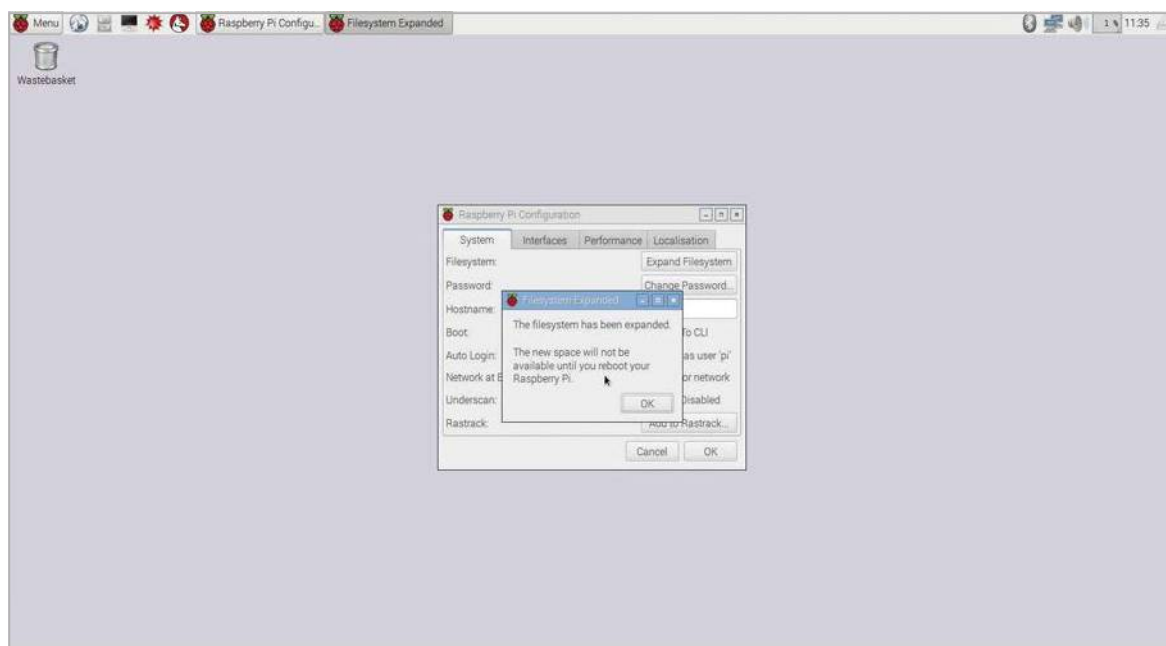 Menu Raspberry Pi Configu... Filesystem Expanded 11:35
Wastebasket
Raspberry Pi Configuration
System Interfaces Performance Localisation
Filesystem: Expand Filesystem
Password: Change Password...
Filesystem Expanded
Hostname:
The filesystem has been expanded.
Boot: To CLI
The new space will not be
Auto Login: as user 'pi'
available until you reboot your
Network at or network
Raspberry Pi.
Underscan: Disabled
OK
Rastrack: Add to Rastrack...
Cancel OK